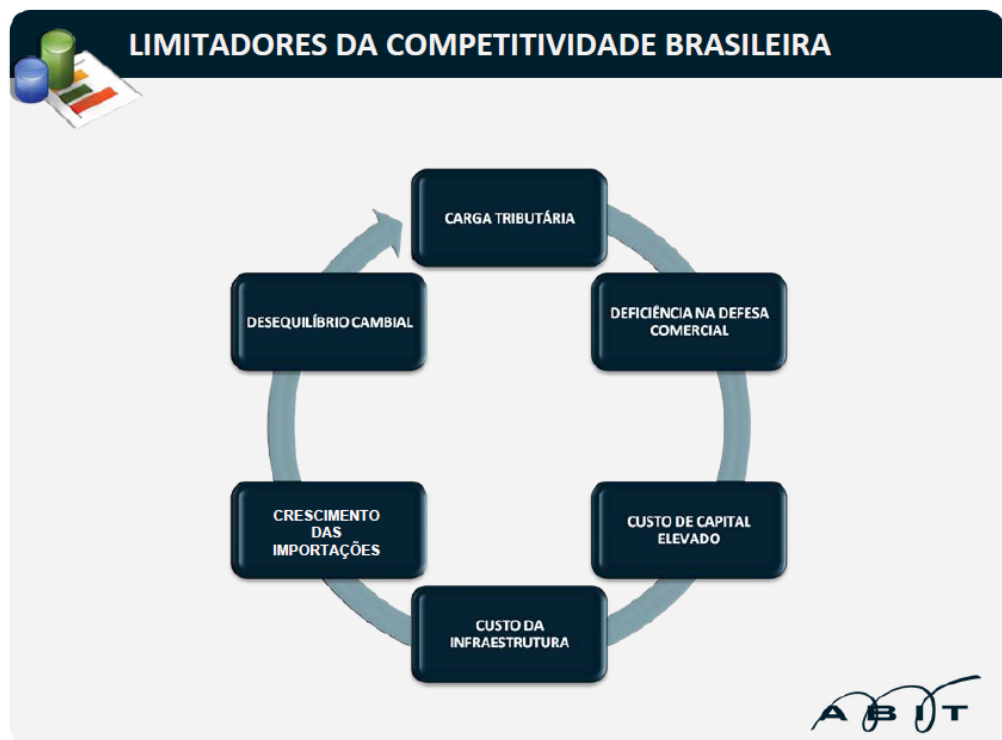 LIMITADORES DA COMPETITIVIDADE BRASILEIRA
CARGA TRIBUTÁRIA
DEFICIÊNCIA NA DEFESA
COMERCIAL
CUSTO DE CAPITAL
ELEVADO
CUSTO DA
INFRAESTRUTURA
CRESCIMENTO
DAS
IMPORTAÇÕES
DESEQUILÍBRIO CAMBIAL
ABIT